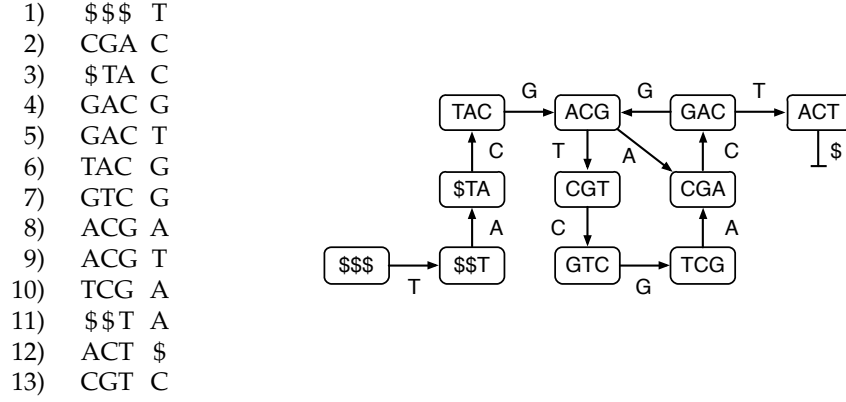 1) $$$ T
2) CGA C
3) $TA C
4) GAC G
5) GAC T
6) TAC G
7) GTC G
8) ACG A
9) ACG T
10) TCG A
11) $$T A
12) ACT $
13) CGT C
G G T
TAC ACG GAC ACT
C T A C $
$TA CGT CGA
A C A
$$$ $$T GTC TCG
T G